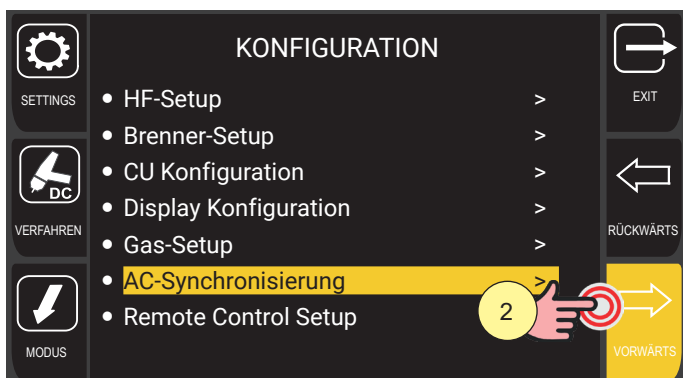 KONFIGURATION
SETTINGS
• HF-Setup >
EXIT
• Brenner-Setup >
• CU Konfiguration >
DC
• Display Konfiguration >
VERFAHREN
RÜCKWÄRTS
• Gas-Setup >
• AC-Synchronisierung >
2
• Remote Control Setup
MODUS
VORWÄRTS